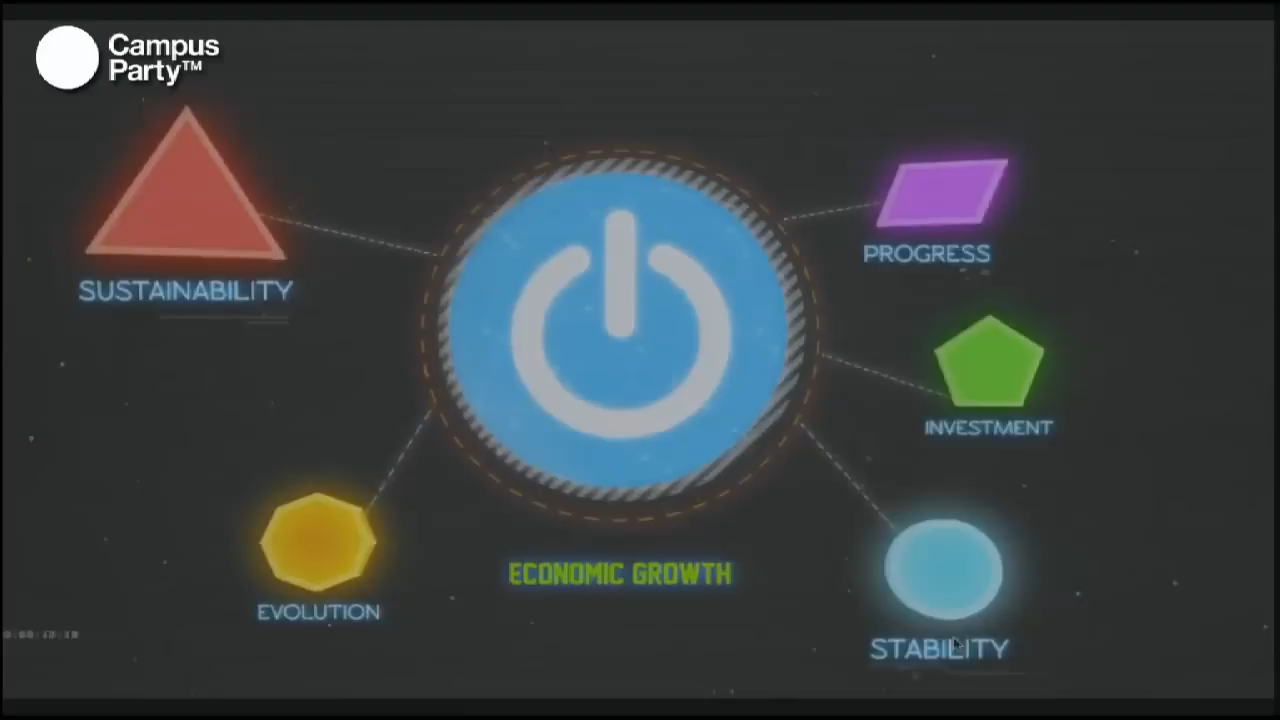 Campus
Party™
SUSTAINABILITY
PROGRESS
INVESTMENT
ECONOMIC GROWTH
EVOLUTION
STABILITY